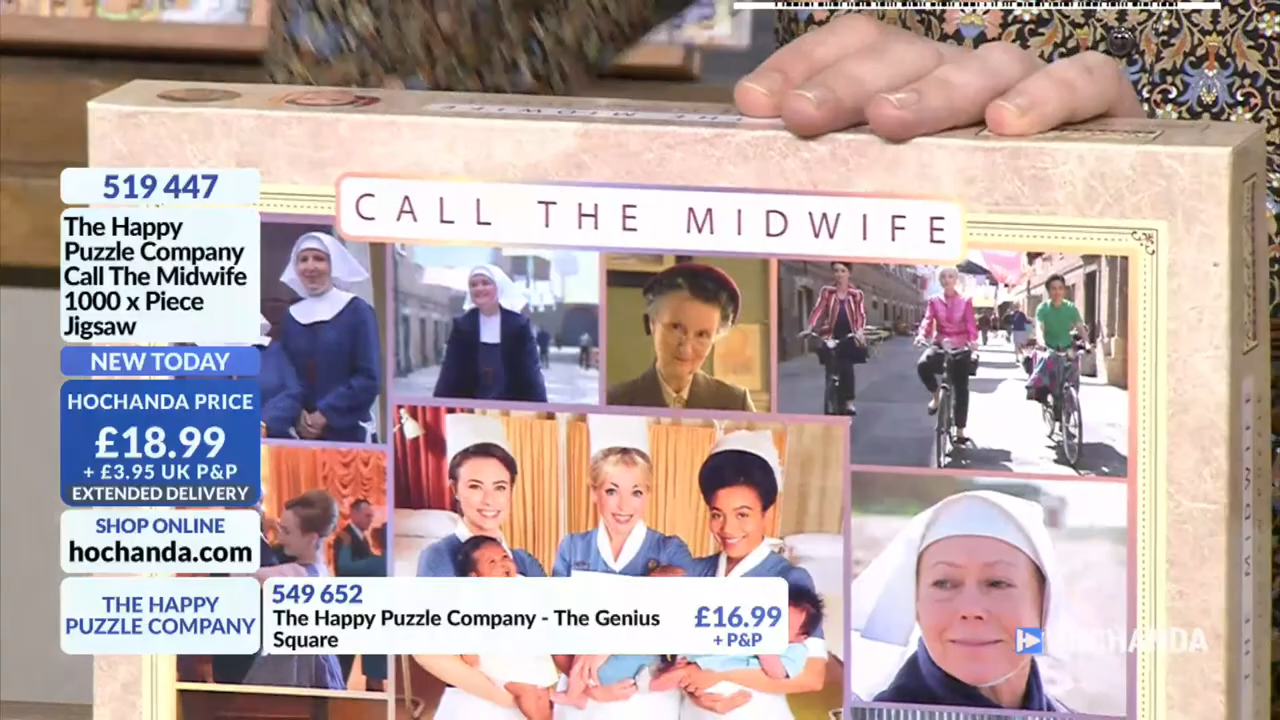 519 447
The Happy
Puzzle Company
Call The Midwife
1000 x Piece
Jigsaw
NEW TODAY
HOCHANDA PRICE
£18.99
+ £3.95 UK P&P
EXTENDED DELIVERY
SHOP ONLINE
hochanda.com
THE HAPPY
PUZZLE COMPANY
549 652
The Happy Puzzle Company - The Genius
Square
£16.99
+ P&P
CALL THE MIDWIFE
HOCHANDA